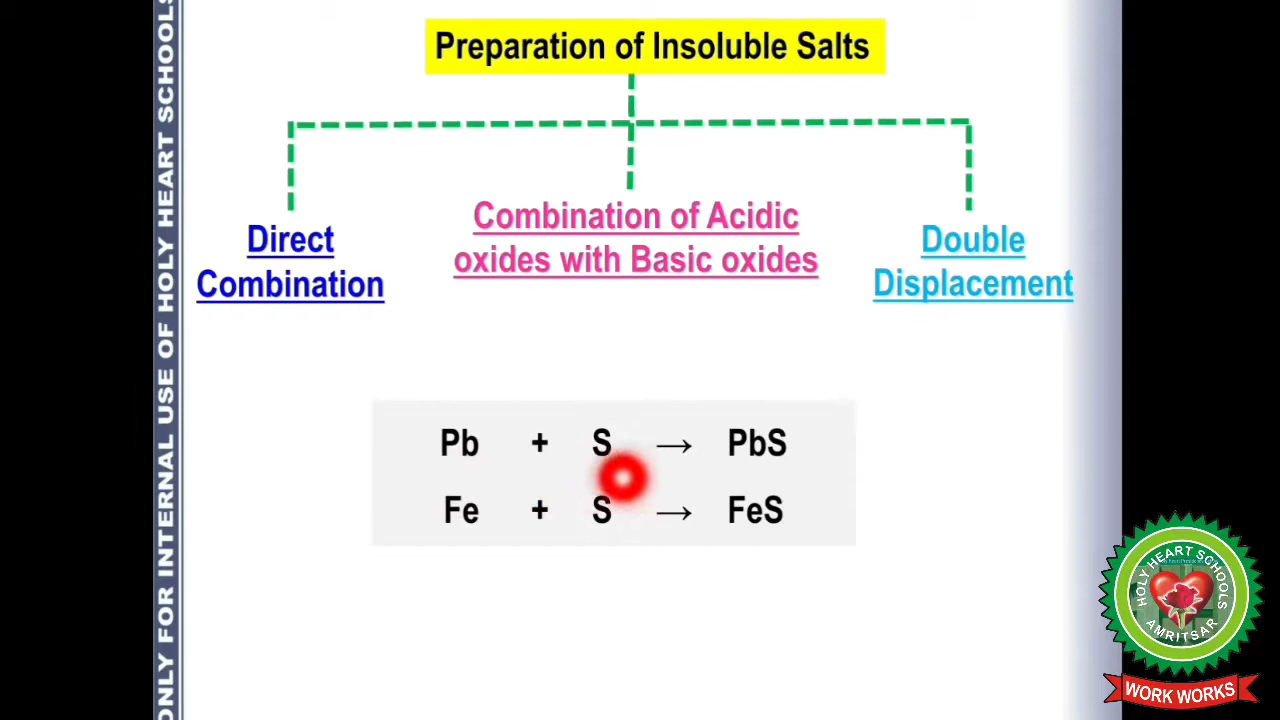 Preparation of Insoluble Salts
Direct
Combination
Combination of Acidic
oxides with Basic oxides
Double
Displacement
Pb + S → PbS
Fe + S → FeS
ONLY FOR INTERNAL USE OF HOLY HEART SCHOOLS
HOLY HEART SCHOOLS
AMRITSAR
WORK WORKS